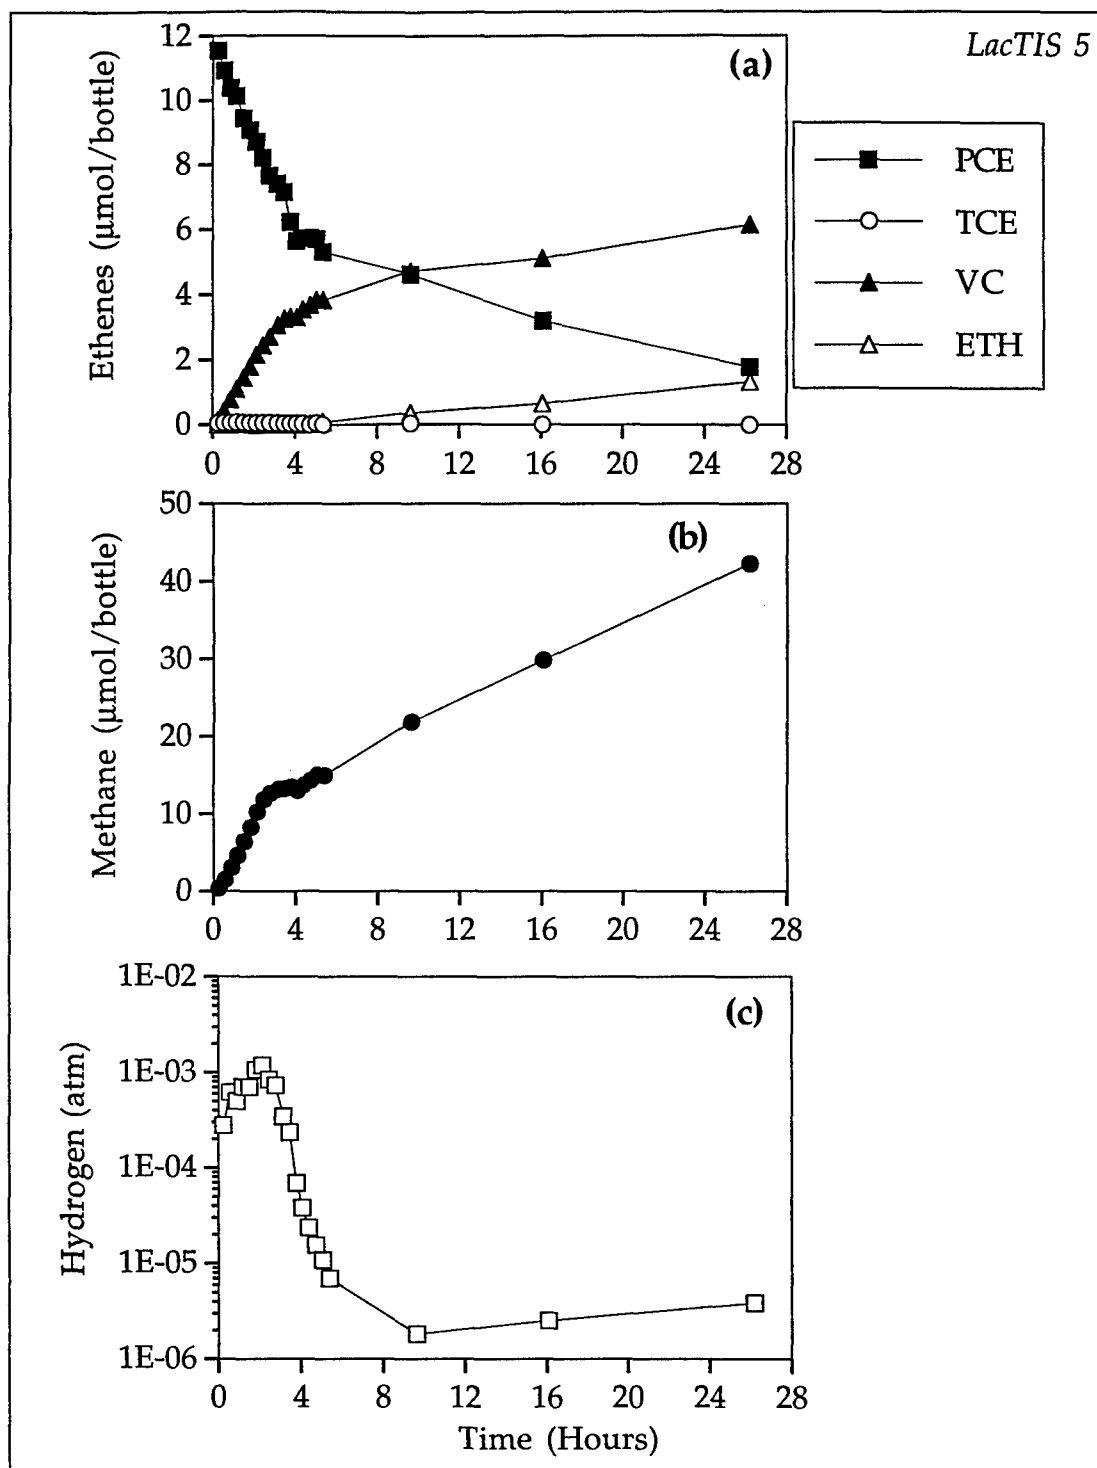 LacTIS 5
(a)
12
10
8
6
4
2
0
Ethenes (µmol/bottle)
0 4 8 12 16 20 24 28
PCE
TCE
VC
ETH
(b)
50
40
30
20
10
0
Methane (µmol/bottle)
0 4 8 12 16 20 24 28
(c)
1E-02
1E-03
1E-04
1E-05
1E-06
Hydrogen (atm)
0 4 8 12 16 20 24 28
Time (Hours)